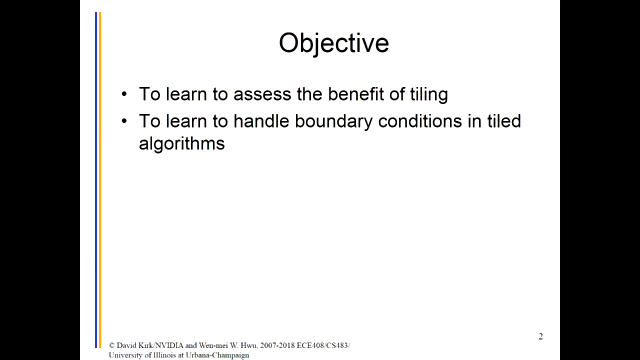 Objective
• To learn to assess the benefit of tiling
• To learn to handle boundary conditions in tiled
algorithms
2
© David Kirk/NVIDIA and Wen-mei W. Hwu, 2007-2018 ECE408/CS483/
University of Illinois at Urbana-Champaign